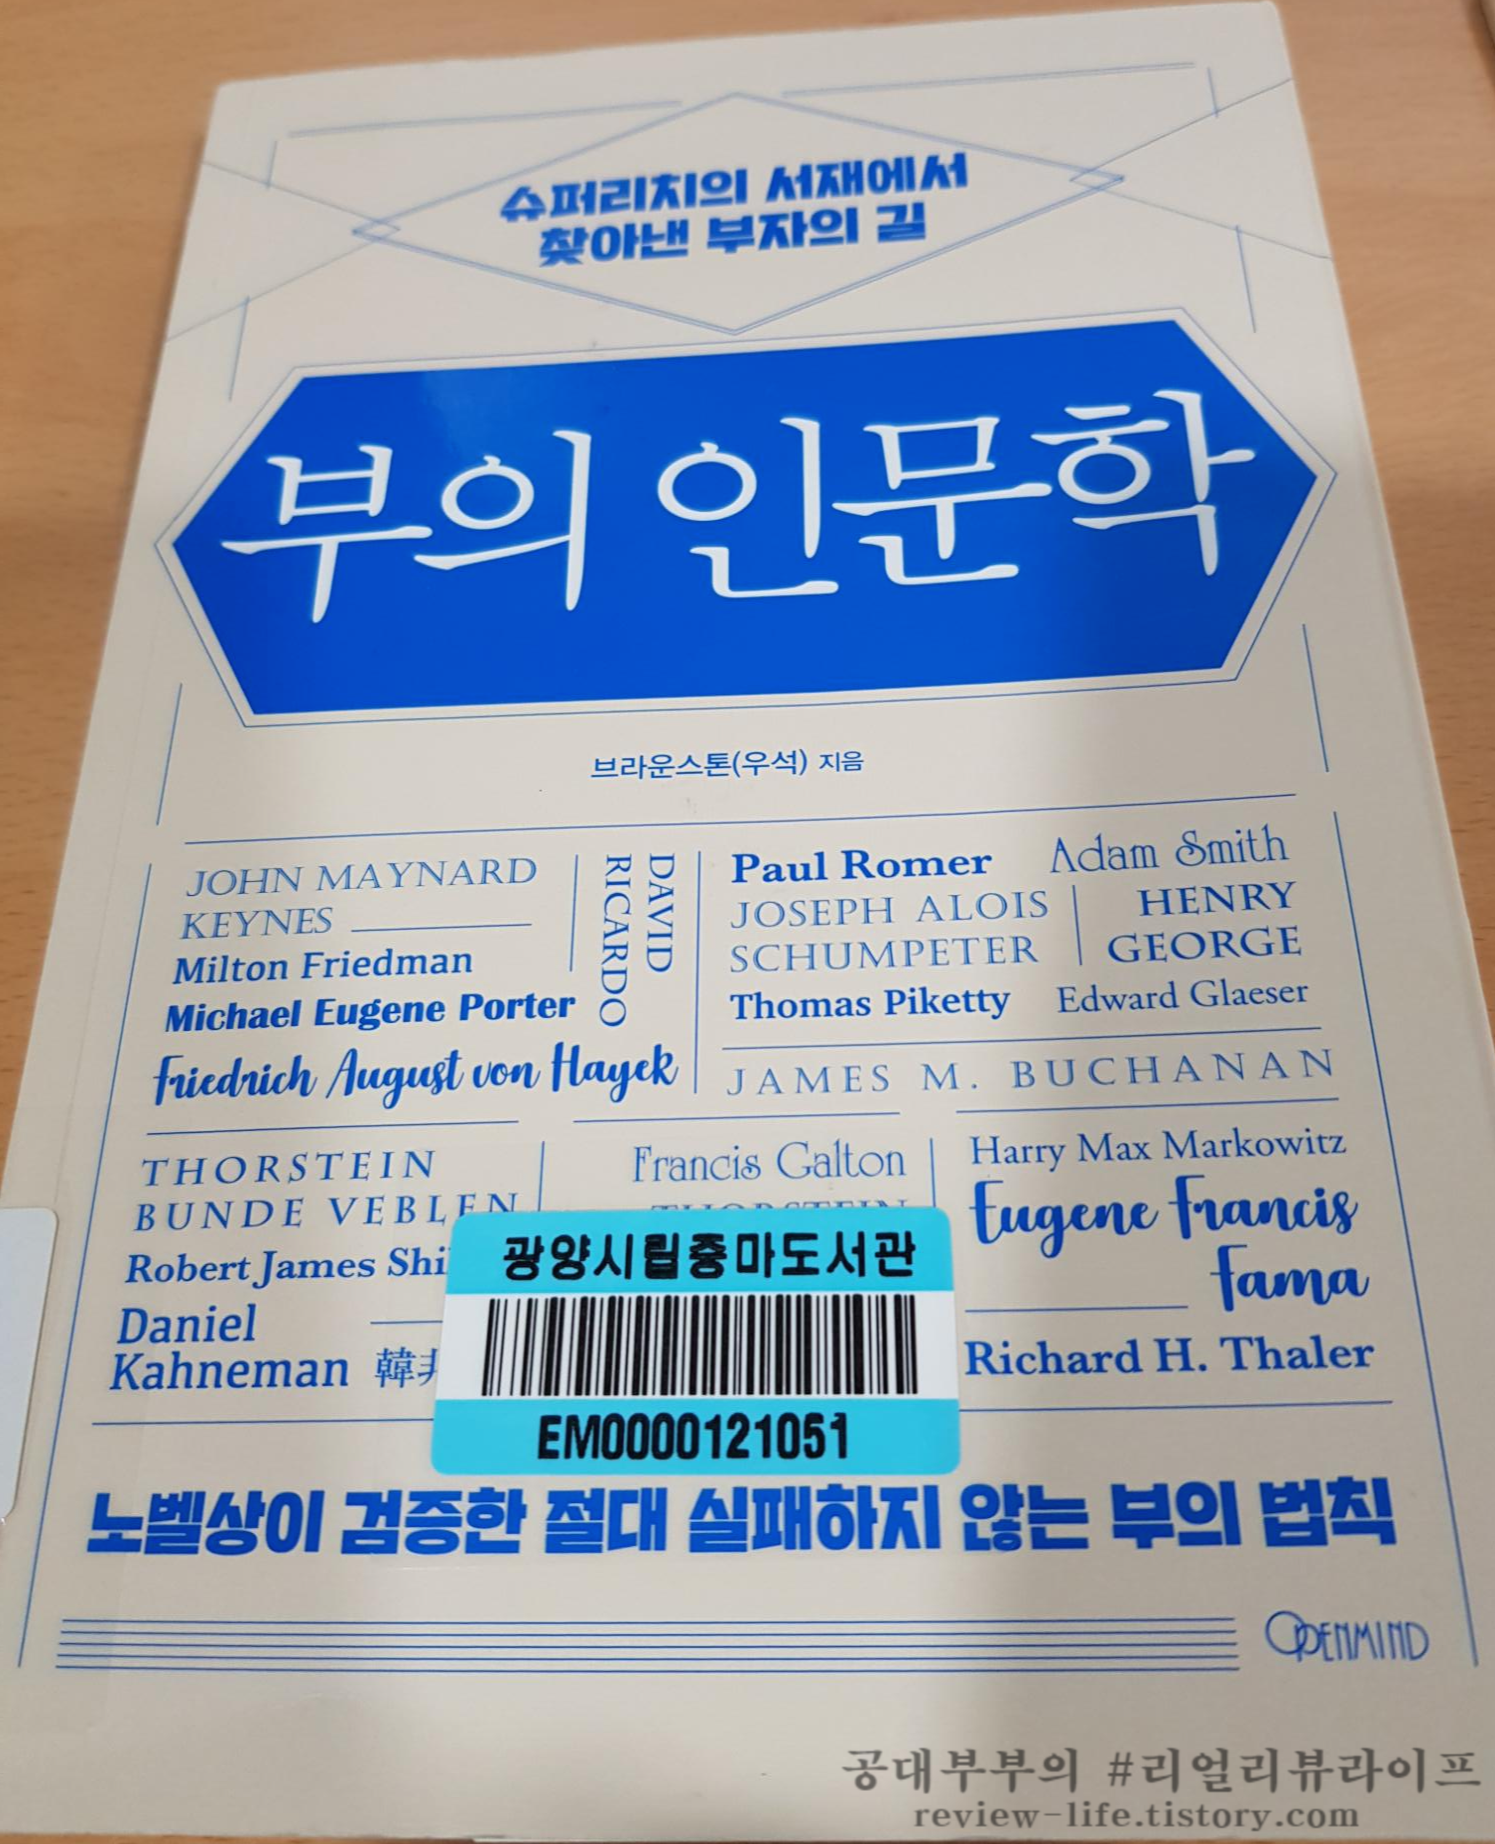 슈퍼리치의 서재에서
찾아낸 부자의 길
부의 인문학
브라운스톤(우석) 지음
JOHN MAYNARD
KEYNES
Milton Friedman
Michael Eugene Porter
Friedrich August von Hayek
DAVID
RICARDO
Paul Romer
Adam Smith
JOSEPH ALOIS
SCHUMPETER
HENRY
GEORGE
Thomas Piketty
Edward Glaeser
JAMES M. BUCHANAN
THORSTEIN
BUNDE VEBLEN
Robert James
Daniel
Kahneman 韓
Francis Galton
Harry Max Markowitz
Eugene Francis
Fama
Richard H. Thaler
광양시립중마도서관
EM0000121051
노벨상이 검증한 절대 실패하지 않는 부의 법칙
OPENMIND
공대부부의 #리얼리뷰라이프
review-life.tistory.com